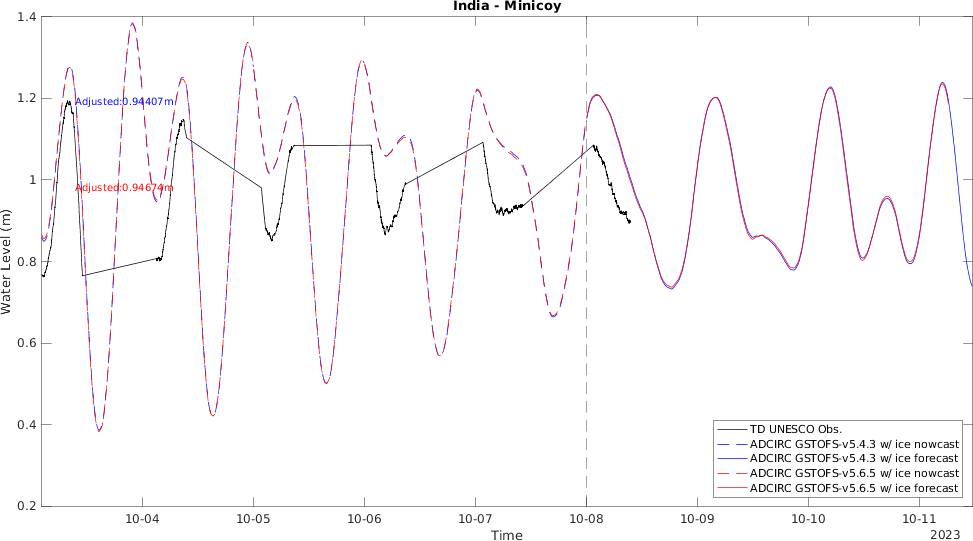 India - Minicoy
1.4
1.2
1
0.8
0.6
0.4
0.2
Water Level (m)
Adjusted:0.94407m
Adjusted:0.94674m
TD UNESCO Obs.
ADCIRC GSTOFS-v5.4.3 w/ ice nowcast
ADCIRC GSTOFS-v5.4.3 w/ ice forecast
ADCIRC GSTOFS-v5.6.5 w/ ice nowcast
ADCIRC GSTOFS-v5.6.5 w/ ice forecast
10-04 10-05 10-06 10-07 10-08 10-09 10-10 10-11
Time
2023